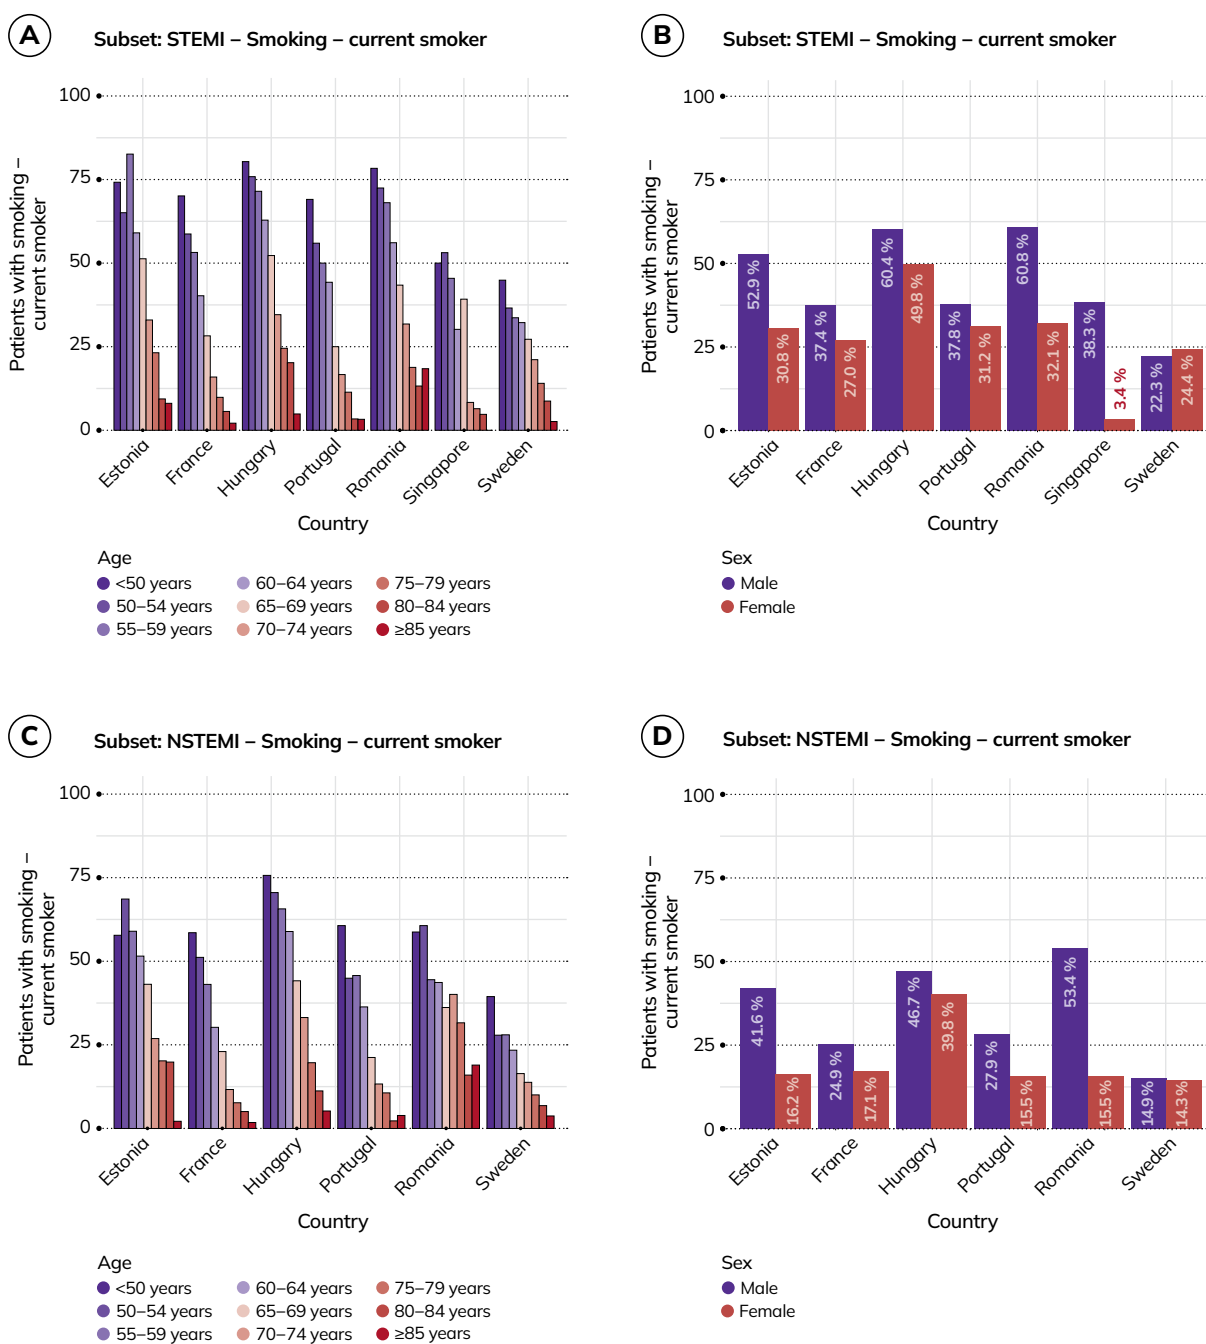 A
Subset: STEMI – Smoking – current smoker
Patients with smoking –
current smoker
100
75
50
25
0
Estonia
France
Hungary
Portugal
Romania
Singapore
Sweden
Country
Age
<50 years
50–54 years
55–59 years
60–64 years
65–69 years
70–74 years
75–79 years
80–84 years
≥85 years
B
Subset: STEMI – Smoking – current smoker
Patients with smoking –
current smoker
100
75
50
25
0
52.9 %
30.8 %
37.4 %
27.0 %
60.4 %
49.8 %
37.8 %
31.2 %
60.8 %
32.1 %
38.3 %
3.4 %
22.3 %
24.4 %
Estonia
France
Hungary
Portugal
Romania
Singapore
Sweden
Country
Sex
Male
Female
C
Subset: NSTEMI – Smoking – current smoker
Patients with smoking –
current smoker
100
75
50
25
0
Estonia
France
Hungary
Portugal
Romania
Sweden
Country
Age
<50 years
50–54 years
55–59 years
60–64 years
65–69 years
70–74 years
75–79 years
80–84 years
≥85 years
D
Subset: NSTEMI – Smoking – current smoker
Patients with smoking –
current smoker
100
75
50
25
0
41.6 %
16.2 %
24.9 %
17.1 %
46.7 %
39.8 %
27.9 %
15.5 %
53.4 %
15.5 %
14.9 %
14.3 %
Estonia
France
Hungary
Portugal
Romania
Sweden
Country
Sex
Male
Female